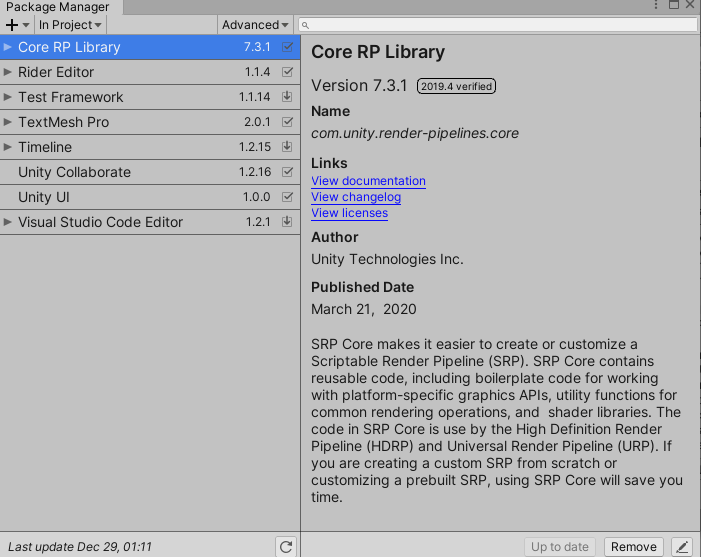 Package Manager
In Project
Advanced
Core RP Library 7.3.1
Rider Editor 1.1.4
Test Framework 1.1.14
TextMesh Pro 2.0.1
Timeline 1.2.15
Unity Collaborate 1.2.16
Unity UI 1.0.0
Visual Studio Code Editor 1.2.1
Last update Dec 29, 01:11
Core RP Library
Version 7.3.1 2019.4 verified
Name
com.unity.render-pipelines.core
Links
View documentation
View changelog
View licenses
Author
Unity Technologies Inc.
Published Date
March 21,  2020
SRP Core makes it easier to create or customize a
Scriptable Render Pipeline (SRP). SRP Core contains
reusable code, including boilerplate code for working
with platform-specific graphics APIs, utility functions for
common rendering operations, and  shader libraries. The
code in SRP Core is use by the High Definition Render
Pipeline (HDRP) and Universal Render Pipeline (URP). If
you are creating a custom SRP from scratch or
customizing a prebuilt SRP, using SRP Core will save you
time.
Up to date
Remove